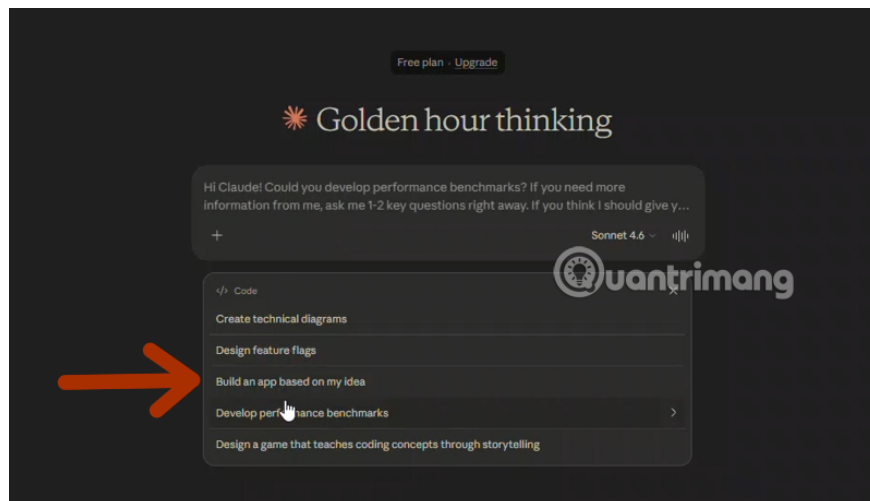 Free plan - Upgrade
Golden hour thinking
Hi Claude! Could you develop performance benchmarks? If you need more
information from me, ask me 1-2 key questions right away. If you think I should give y...
Sonnet 4.6
Quantrimang
</> Code
Create technical diagrams
Design feature flags
Build an app based on my idea
Develop performance benchmarks
Design a game that teaches coding concepts through storytelling